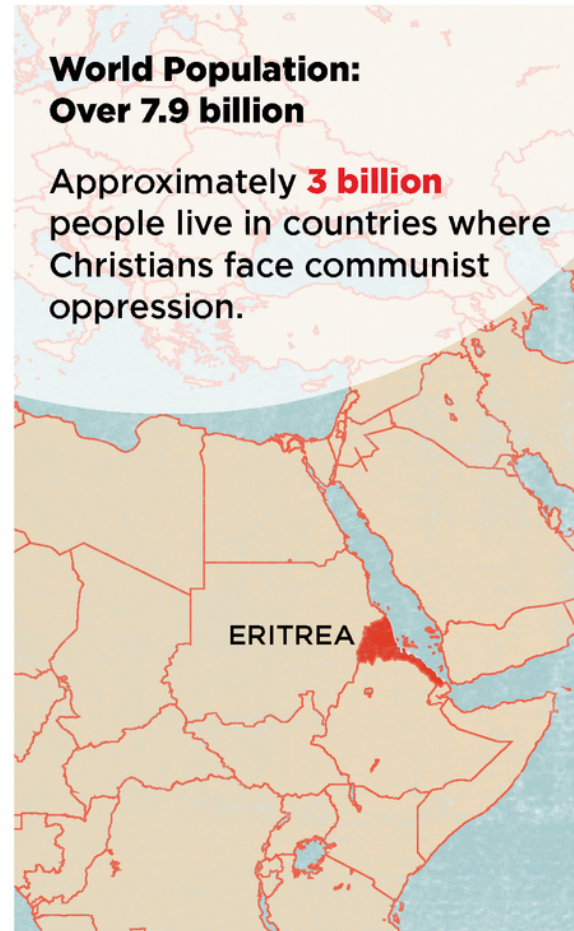 World Population:
Over 7.9 billion
Approximately 3 billion
people live in countries where
Christians face communist
oppression.
ERITREA